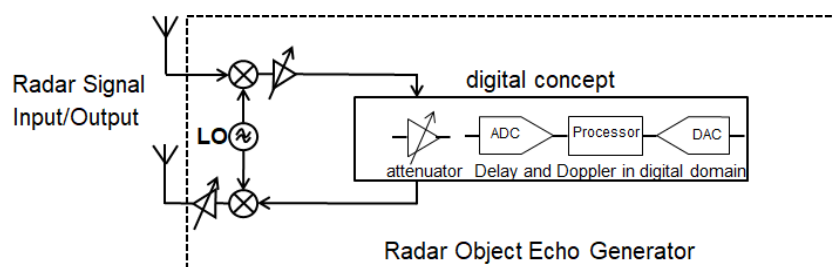 Radar Signal
Input/Output
LO
digital concept
ADC
Processor
DAC
attenuator
Delay and Doppler in digital domain
Radar Object Echo Generator